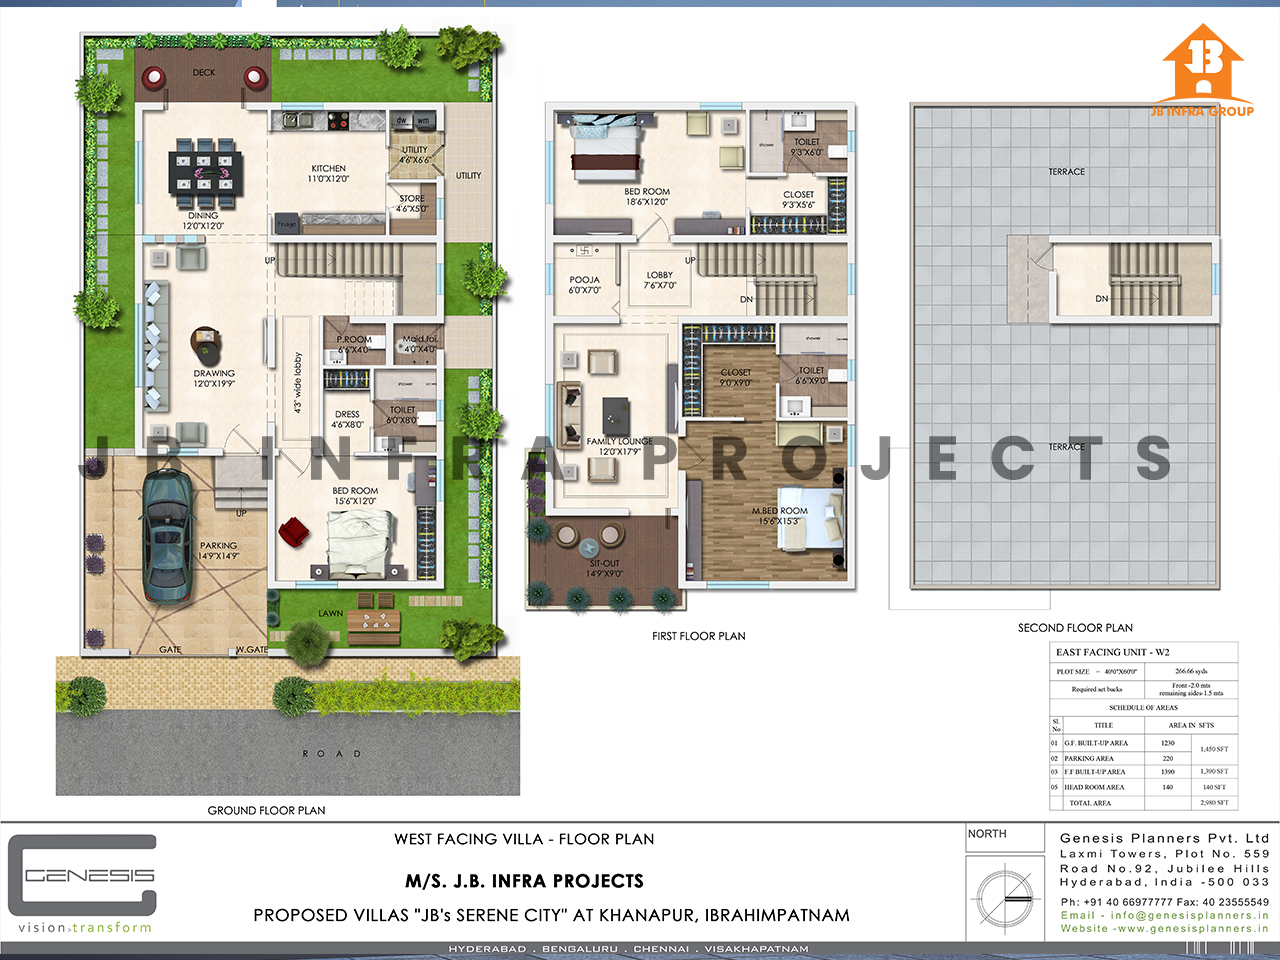 JB INFRA GROUP
DECK
KITCHEN
11'0"X12'0"
dw wm
UTILITY
4'6"X6'6"
UTILITY
STORE
4'6"X5'0"
DINING
12'0"X12'0"
Fridge
UP
DRAWING
12'0"X19'9"
4'3" wide lobby
P.ROOM
6'6"X4'0"
Maid.toi.
4'0"X4'0"
shower
DRESS
4'6"X8'0"
TOILET
6'0"X8'0"
BED ROOM
15'6"X12'0"
UP
PARKING
14'9"X14'9"
LAWN
GATE
W.GATE
R O A D
GROUND FLOOR PLAN
BED ROOM
18'6"X12'0"
shower
TOILET
9'3"X6'0"
CLOSET
9'3"X5'6"
POOJA
6'0"X7'0"
LOBBY
7'6"X7'0"
UP
DN
CLOSET
9'0"X9'0"
shower
TOILET
6'6"X9'0"
FAMILY LOUNGE
12'0"X17'9"
M.BED ROOM
15'6"X15'3"
SIT-OUT
14'9"X9'0"
FIRST FLOOR PLAN
TERRACE
DN
TERRACE
SECOND FLOOR PLAN
JB INFRA PROJECTS
EAST FACING UNIT - W2
PLOT SIZE - 40'0"X60'0" 266.66 syds
Required set backs Front -2.0 mts
remaining sides-1.5 mts
SCHEDULE OF AREAS
Sl. No TITLE AREA IN SFTS
01 G.F. BUILT-UP AREA 1230 1,450 SFT
02 PARKING AREA 220
03 F.F BUILT-UP AREA 1390 1,390 SFT
05 HEAD ROOM AREA 140 140 SFT
TOTAL AREA 2,980 SFT
GENESIS
vision>transform
WEST FACING VILLA - FLOOR PLAN
M/S. J.B. INFRA PROJECTS
PROPOSED VILLAS "JB's SERENE CITY" AT KHANAPUR, IBRAHIMPATNAM
NORTH
Genesis Planners Pvt. Ltd
Laxmi Towers, Plot No. 559
Road No.92, Jubilee Hills
Hyderabad, India -500 033
Ph: +91 40 66977777 Fax: 40 23555549
Email - info@genesisplanners.in
Website -www.genesisplanners.in
HYDERABAD . BENGALURU . CHENNAI . VISAKHAPATNAM